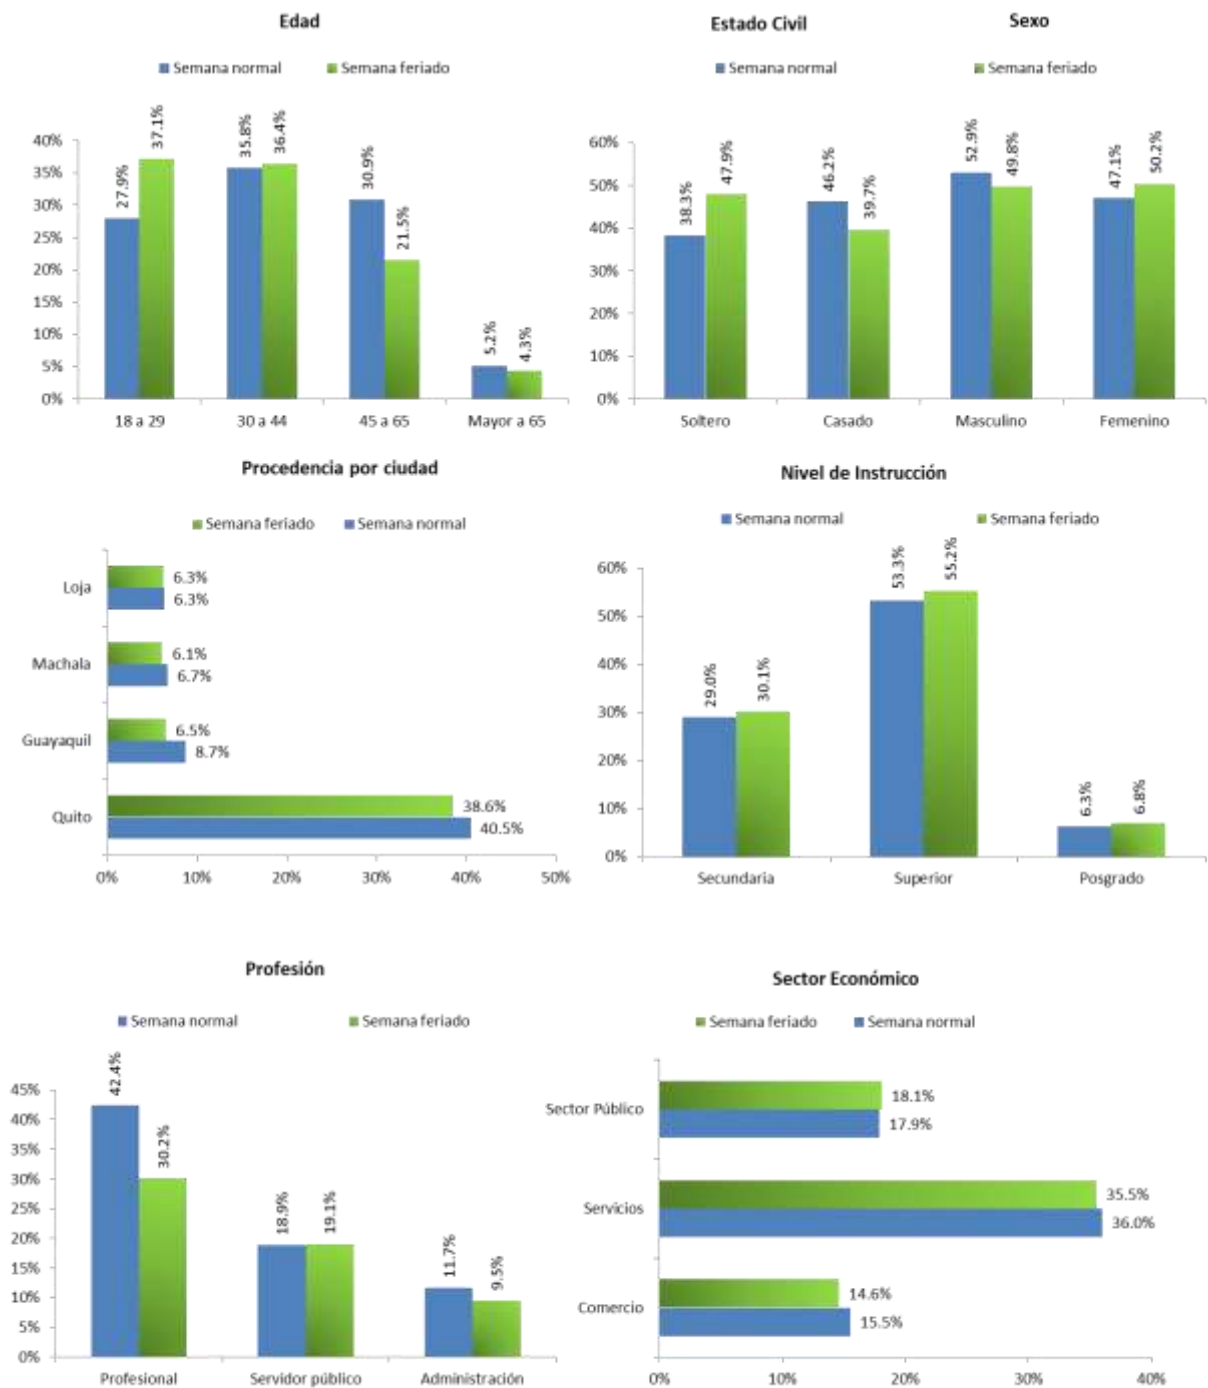 Edad
Semana normal Semana feriado
40%
35%
30%
25%
20%
15%
10%
5%
0%
27.9% 37.1% 35.8% 36.4% 30.9% 21.5% 5.2% 4.3%
18 a 29 30 a 44 45 a 65 Mayor a 65
Estado Civil Sexo
Semana normal Semana feriado
60%
50%
40%
30%
20%
10%
0%
38.3% 47.9% 46.2% 39.7% 52.9% 49.8% 47.1% 50.2%
Soltero Casado Masculino Femenino
Procedencia por ciudad
Semana feriado Semana normal
Loja
6.3%
6.3%
Machala
6.1%
6.7%
Guayaquil
6.5%
8.7%
Quito
38.6%
40.5%
0% 10% 20% 30% 40% 50%
Nivel de Instrucción
Semana normal Semana feriado
60%
50%
40%
30%
20%
10%
0%
29.0% 30.1% 53.3% 55.2% 6.3% 6.8%
Secundaria Superior Posgrado
Profesión
Semana normal Semana feriado
45%
40%
35%
30%
25%
20%
15%
10%
5%
0%
42.4% 30.2% 18.9% 19.1% 11.7% 9.5%
Profesional Servidor público Administración
Sector Económico
Semana feriado Semana normal
Sector Público
18.1%
17.9%
Servicios
35.5%
36.0%
Comercio
14.6%
15.5%
0% 10% 20% 30% 40%